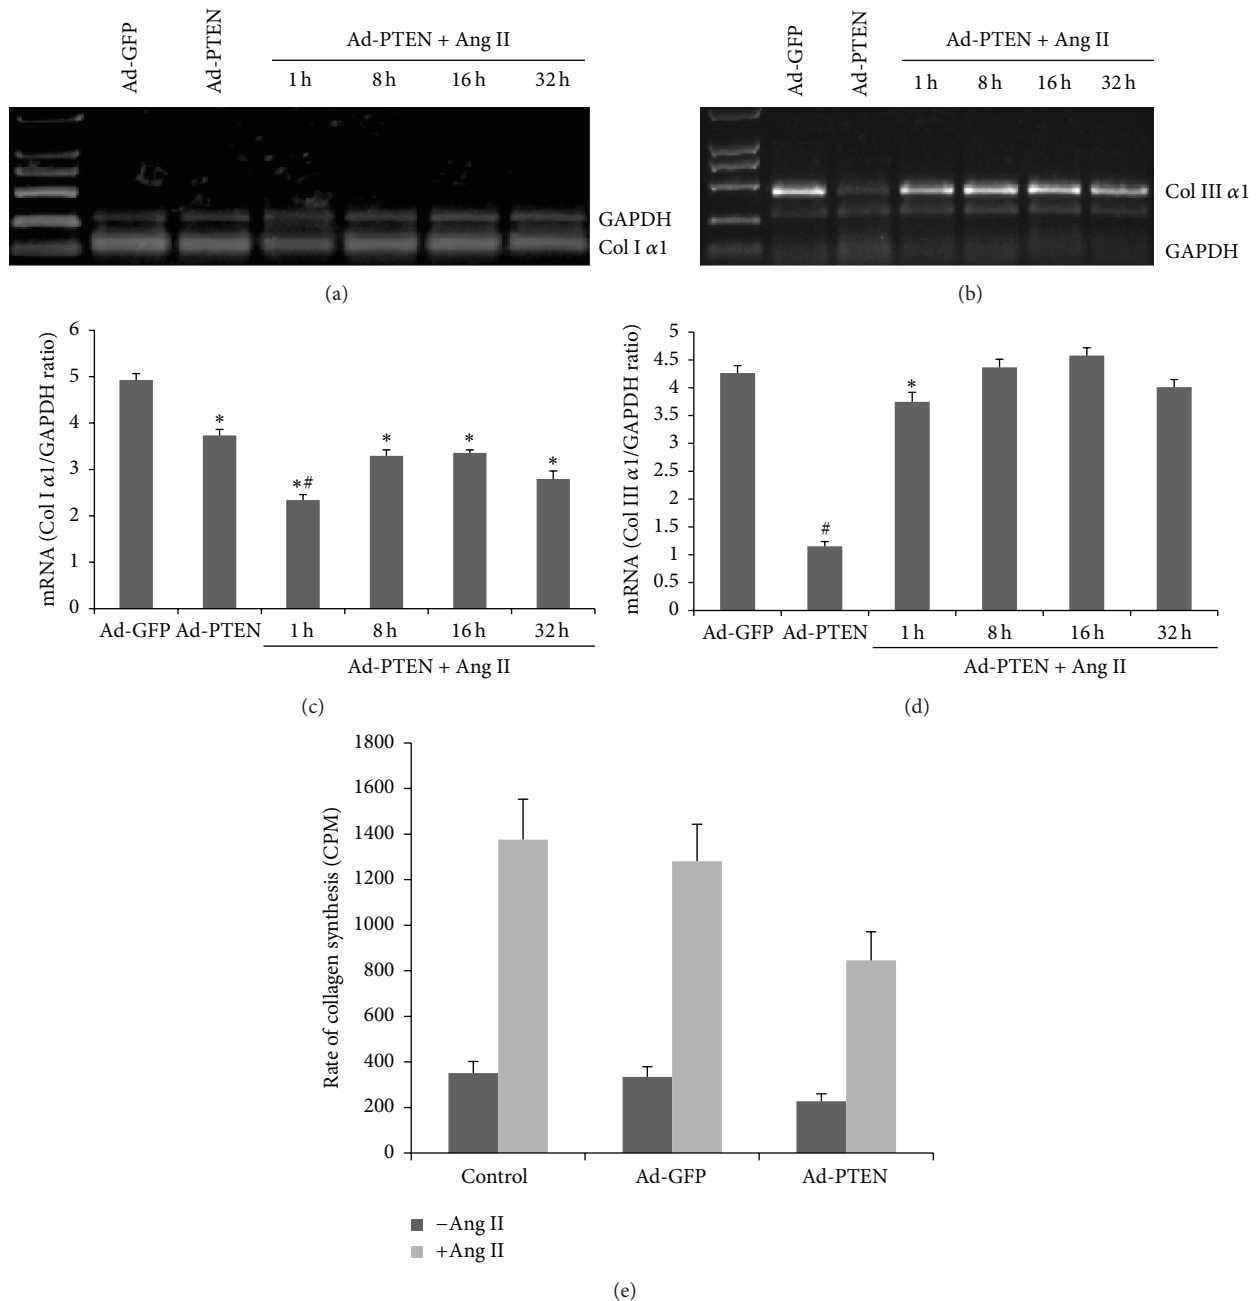 Ad-GFP
Ad-PTEN
Ad-PTEN + Ang II
1 h 8 h 16 h 32 h
GAPDH
Col I α1
(a)
Ad-GFP
Ad-PTEN
Ad-PTEN + Ang II
1 h 8 h 16 h 32 h
Col III α1
GAPDH
(b)
mRNA (Col I α1/GAPDH ratio)
6
5
4
3
2
1
0
*
*#
*
*
*
Ad-GFP Ad-PTEN 1 h 8 h 16 h 32 h
Ad-PTEN + Ang II
(c)
mRNA (Col III α1/GAPDH ratio)
5
4.5
4
3.5
3
2.5
2
1.5
1
0.5
0
#
*
Ad-GFP Ad-PTEN 1 h 8 h 16 h 32 h
Ad-PTEN + Ang II
(d)
Rate of collagen synthesis (CPM)
1800
1600
1400
1200
1000
800
600
400
200
0
Control Ad-GFP Ad-PTEN
−Ang II
+Ang II
(e)